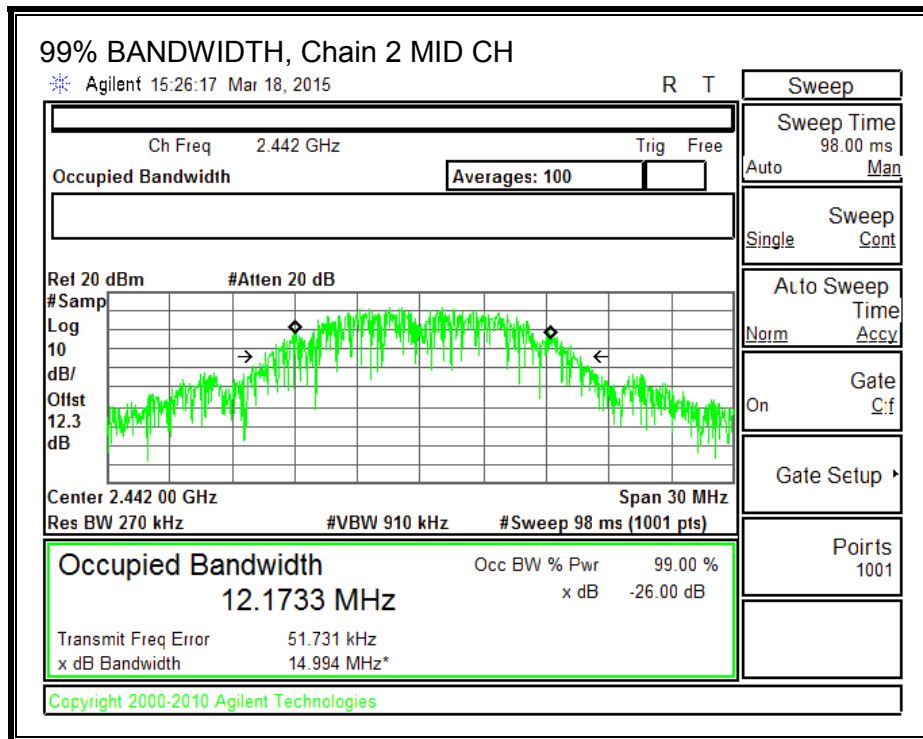 99% BANDWIDTH, Chain 2 MID CH
Agilent 15:26:17 Mar 18, 2015 R T
Sweep
Ch Freq 2.442 GHz Trig Free
Occupied Bandwidth Averages: 100
Sweep Time
98.00 ms
Auto Man
Sweep
Single Cont
Auto Sweep
Time
Norm Accy
Gate
On Off
Gate Setup
Points
1001
Ref 20 dBm #Atten 20 dB
#Samp
Log
10
dB/
Offst
12.3
dB
Center 2.442 00 GHz Span 30 MHz
Res BW 270 kHz #VBW 910 kHz #Sweep 98 ms (1001 pts)
Occupied Bandwidth Occ BW % Pwr 99.00 %
12.1733 MHz x dB -26.00 dB
Transmit Freq Error 51.731 kHz
x dB Bandwidth 14.994 MHz*
Copyright 2000-2010 Agilent Technologies